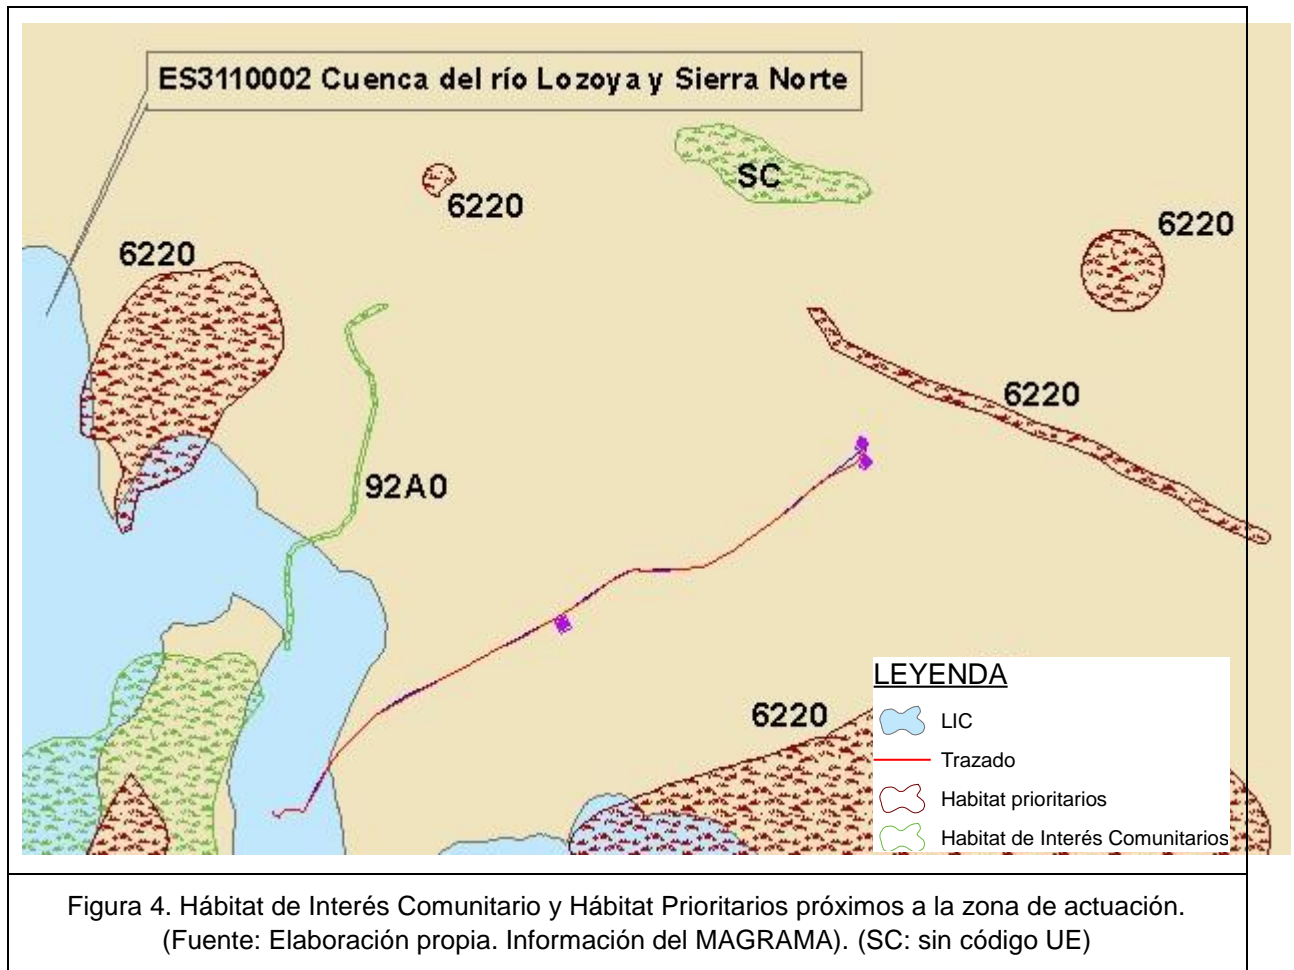 ES3110002 Cuenca del río Lozoya y Sierra Norte
SC
6220
6220
6220
6220
92A0
6220
LEYENDA
LIC
Trazado
Habitat prioritarios
Habitat de Interés Comunitarios
Figura 4. Hábitat de Interés Comunitario y Hábitat Prioritarios próximos a la zona de actuación.
(Fuente: Elaboración propia. Información del MAGRAMA). (SC: sin código UE)